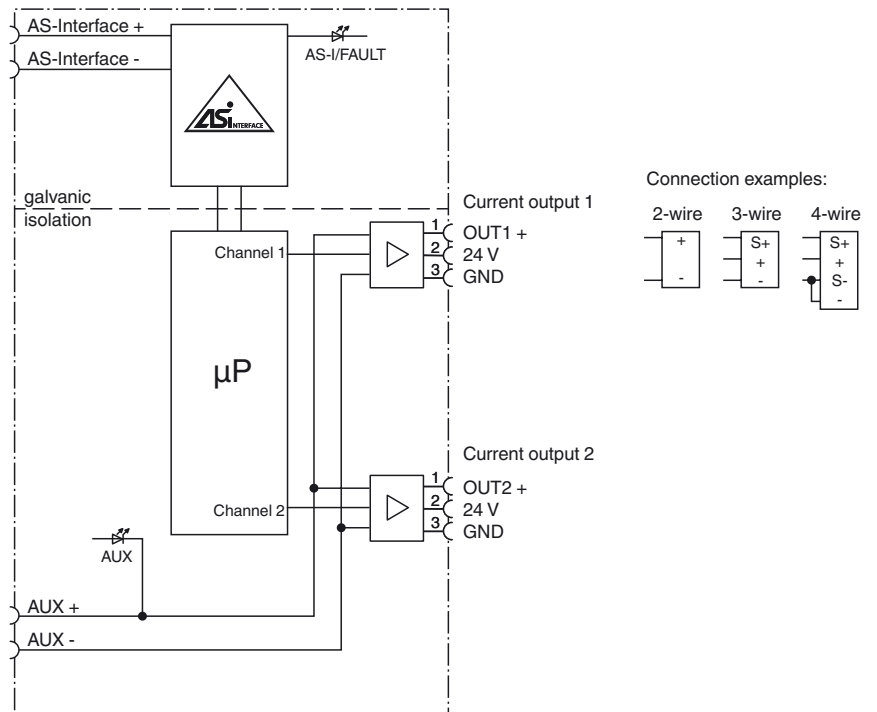 AS-Interface +
AS-Interface -
AS-I/FAULT
ASi INTERFACE
galvanic
isolation
Channel 1
µP
Channel 2
AUX
AUX +
AUX -
Current output 1
1 OUT1 +
2 24 V
3 GND
Current output 2
1 OUT2 +
2 24 V
3 GND
Connection examples:
2-wire 3-wire 4-wire
+
-
S+
+
-
S+
+
S-
-